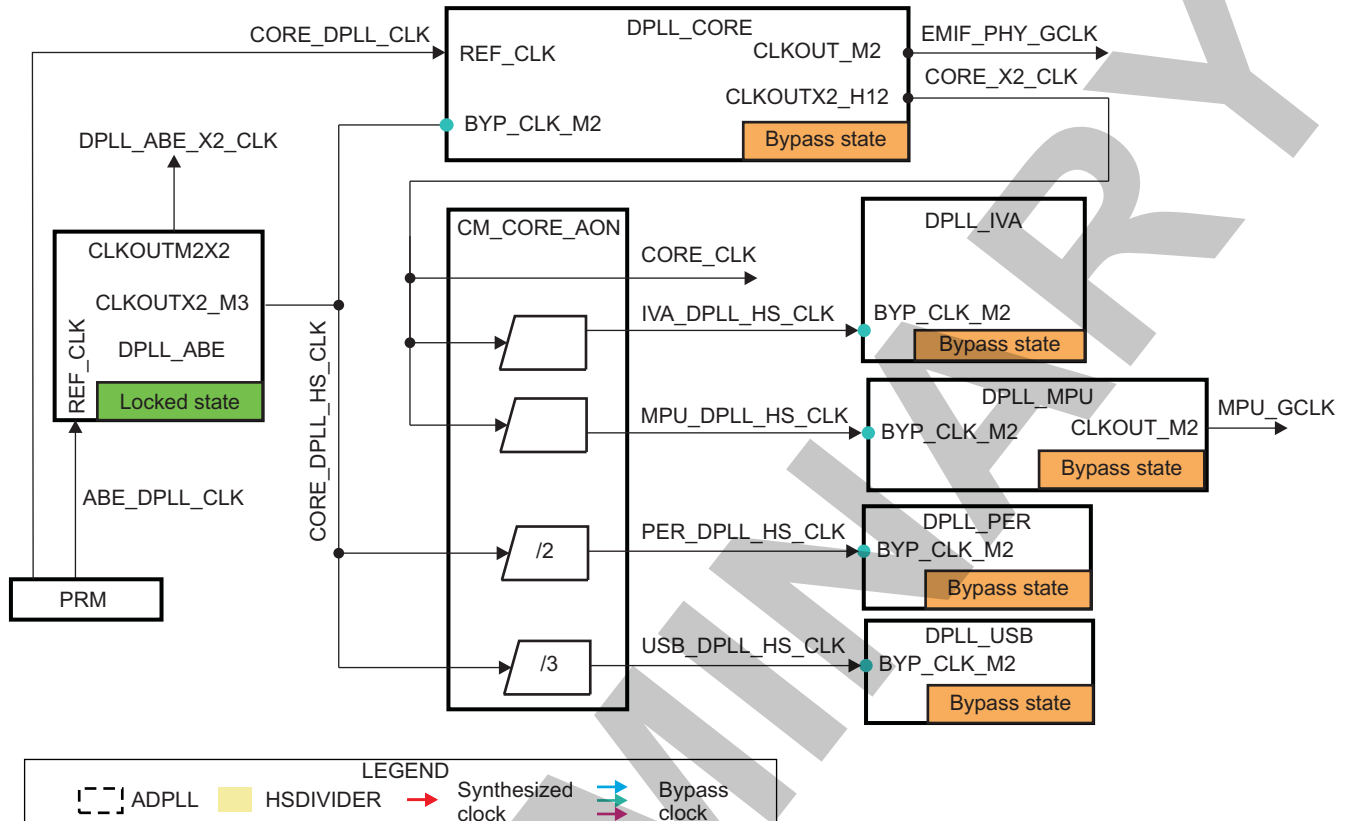 CORE_DPLL_CLK
DPLL_CORE
REF_CLK
CLKOUT_M2
EMIF_PHY_GCLK
CORE_X2_CLK
CLKOUTX2_H12
BYP_CLK_M2
Bypass state
DPLL_ABE_X2_CLK
CLKOUTM2X2
CLKOUTX2_M3
DPLL_ABE
REF_CLK
Locked state
CORE_DPLL_HS_CLK
ABE_DPLL_CLK
PRM
CM_CORE_AON
CORE_CLK
IVA_DPLL_HS_CLK
DPLL_IVA
BYP_CLK_M2
Bypass state
MPU_DPLL_HS_CLK
DPLL_MPU
BYP_CLK_M2
CLKOUT_M2
MPU_GCLK
Bypass state
/2
PER_DPLL_HS_CLK
DPLL_PER
BYP_CLK_M2
Bypass state
/3
USB_DPLL_HS_CLK
DPLL_USB
BYP_CLK_M2
Bypass state
LEGEND
ADPLL
HSDIVIDER
Synthesized
clock
Bypass
clock
MINARY